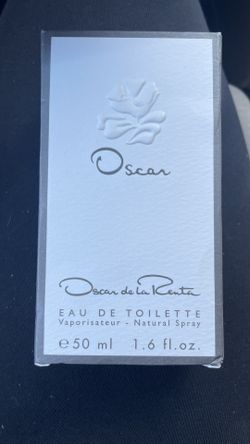 Oscar
Oscar de la Renta
EAU DE TOILETTE
Vaporisateur - Natural Spray
℮50 ml 1.6 fl.oz.